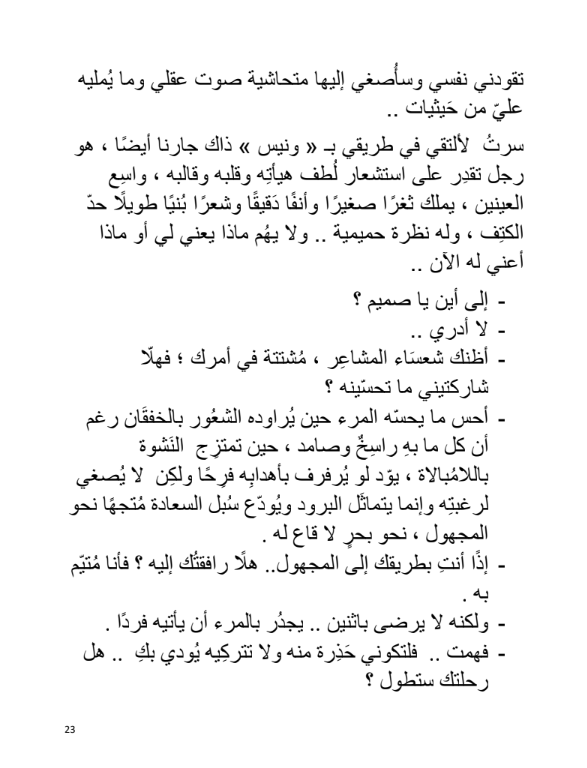 تقودني نفسي وسأُصغي إليها متحاشية صوت عقلي وما يُمليه
عليّ من حَيثيات ..
سرتُ لألتقي في طريقي بـ « ونيس » ذاك جارنا أيضًا ، هو
رجل تقدِر على استشعار لُطف هيأتِه وقلبه وقالبه ، واسِع
العينين ، يملك ثغرًا صغيرًا وأنفًا دَقيقًا وشعرًا بُنيًا طويلًا حدّ
الكتِف ، وله نظرة حميمية .. ولا يهُم ماذا يعني لي أو ماذا
أعني له الآن ..
- إلى أين يا صميم ؟
- لا أدري ..
- أظنك شعسَاء المشاعِر ، مُشتتة في أمرك ؛ فهلّا
شاركتيني ما تحسّينه ؟
- أحس ما يحسّه المرء حين يُراوده الشعُور بالخفقَان رغم
أن كل ما بهِ راسِخٌ وصامد ، حين تمتزِج النَشوة
باللامُبالاة ، يوّد لو يُرفرف بأهدابِه فرِحًا ولكِن لا يُصغي
لرغبتِه وإنما يتماثَل البرود ويُودّع سُبل السعادة مُتجهًا نحو
المجهول ، نحو بحرٍ لا قاع له .
- إذًا أنتِ بطريقك إلى المجهول.. هلّا رافقتُك إليه ؟ فأنا مُتيّم
به .
- ولكنه لا يرضى باثنين .. يجدُر بالمرء أن يأتيه فردًا .
- فهمت .. فلتكوني حَذِرة منه ولا تتركِيه يُودي بكِ .. هل
رحلتك ستطول ؟
23